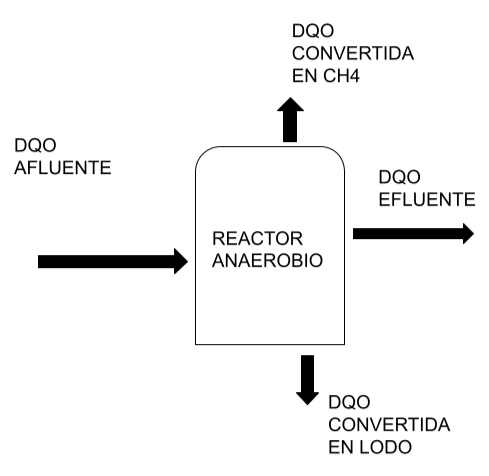 DQO
CONVERTIDA
EN CH4
DQO
AFLUENTE
DQO
EFLUENTE
REACTOR
ANAEROBIO
DQO
CONVERTIDA
EN LODO